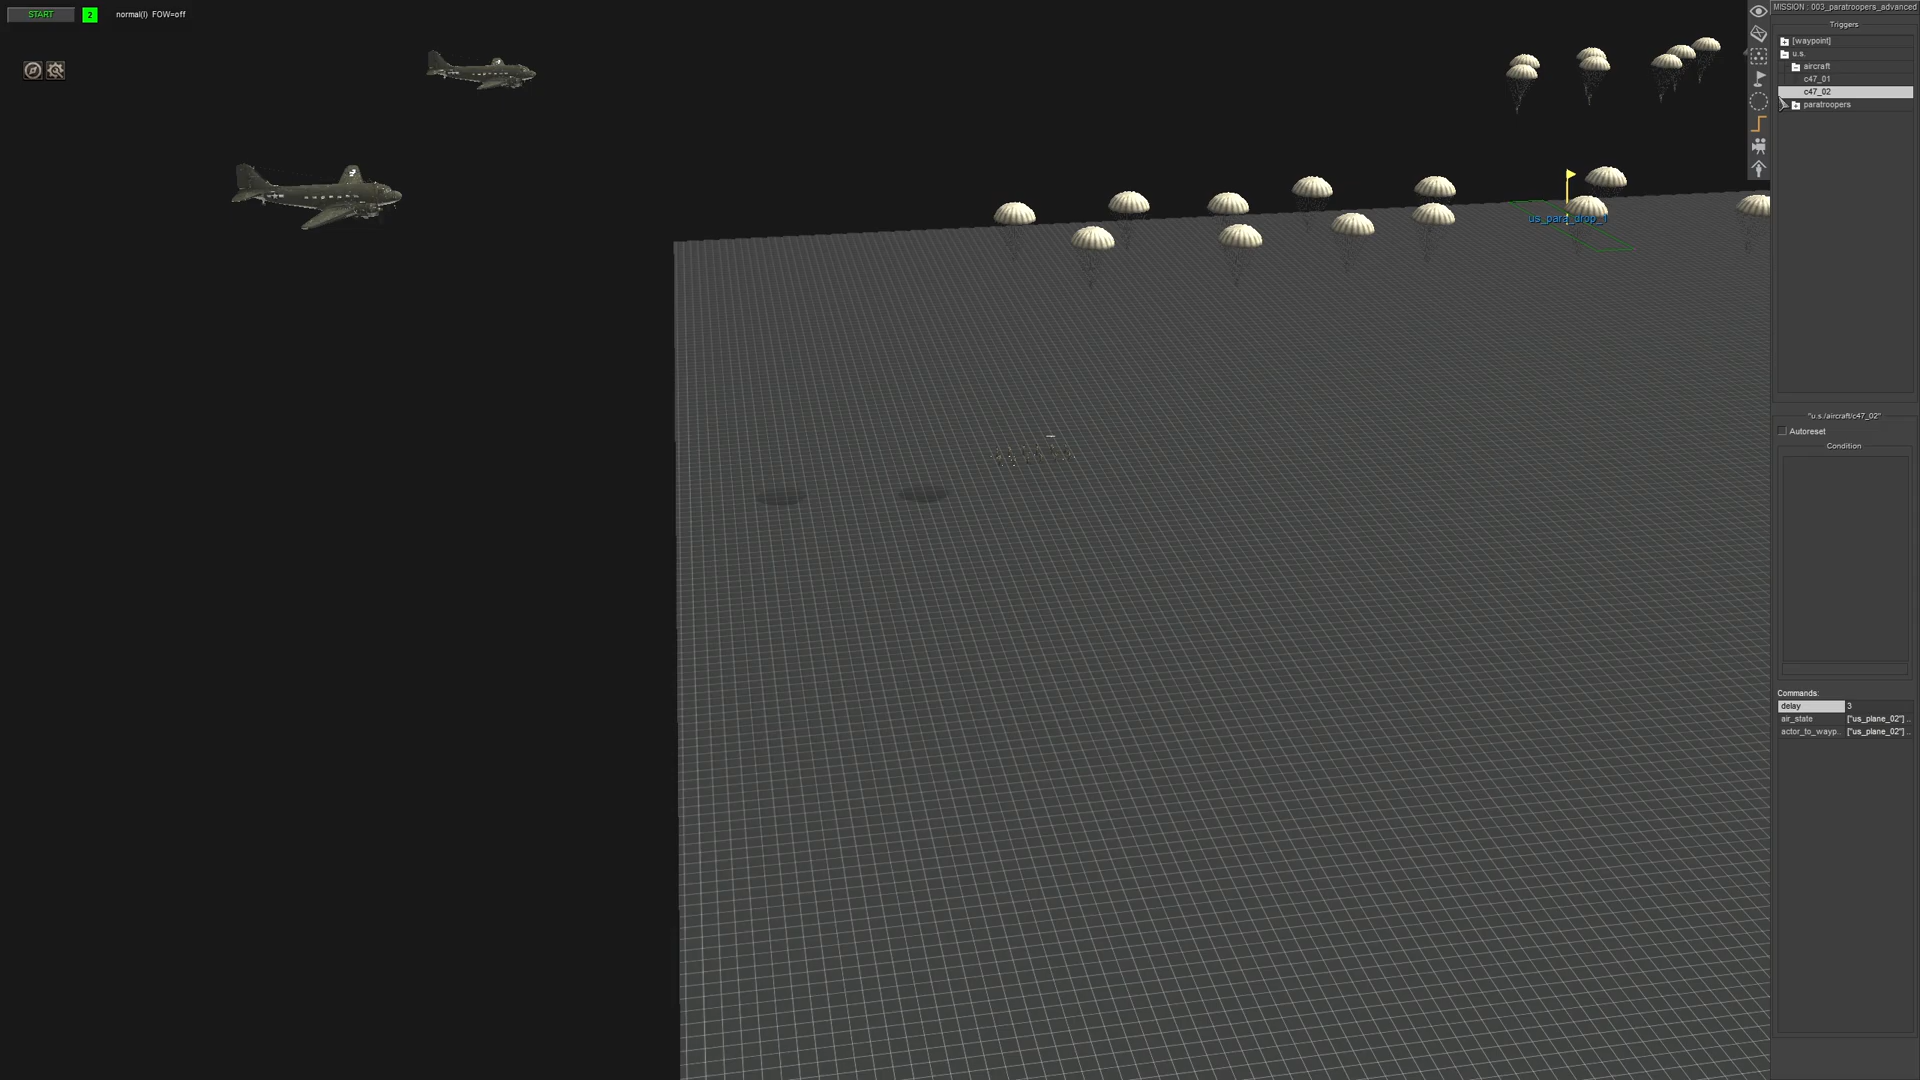 START
2
normal(l) FOW=off
MISSION : 003_paratroopers_advanced
Triggers
[waypoint]
u.s.
aircraft
c47_01
c47_02
paratroopers
us_para_drop_1
"u.s./aircraft/c47_02"
Autoreset
Condition
Commands:
delay 3
air_state ["us_plane_02"] ..
actor_to_wayp.. ["us_plane_02"] ..